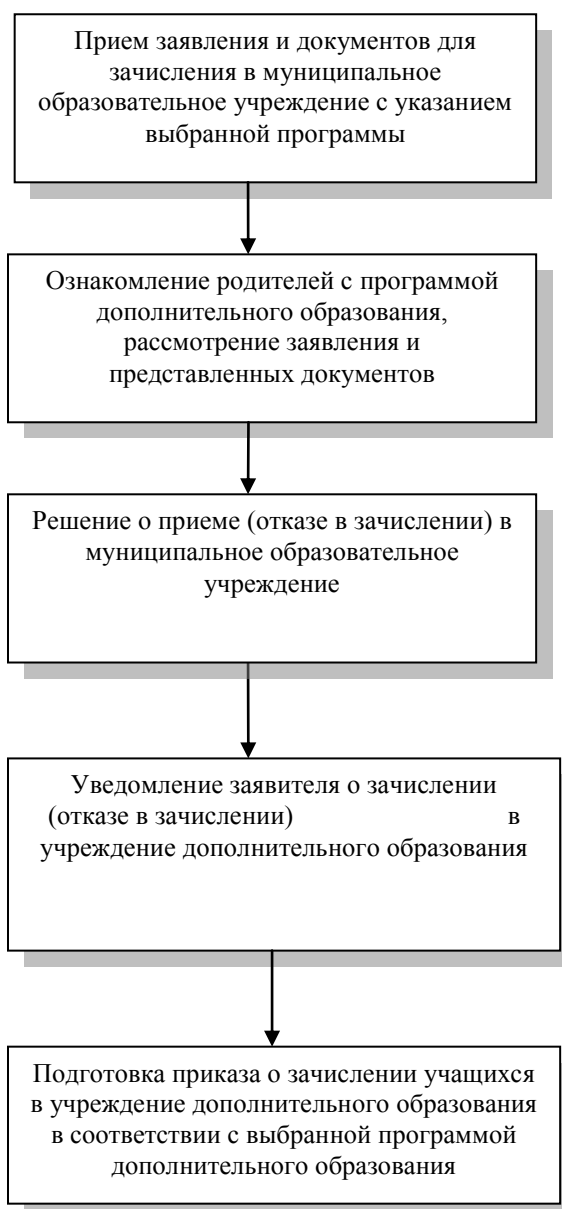 Прием заявления и документов для
зачисления в муниципальное
образовательное учреждение с указанием
выбранной программы
Ознакомление родителей с программой
дополнительного образования,
рассмотрение заявления и
представленных документов
Решение о приеме (отказе в зачислении) в
муниципальное образовательное
учреждение
Уведомление заявителя о зачислении
(отказе в зачислении) в
учреждение дополнительного образования
Подготовка приказа о зачислении учащихся
в учреждение дополнительного образования
в соответствии с выбранной программой
дополнительного образования